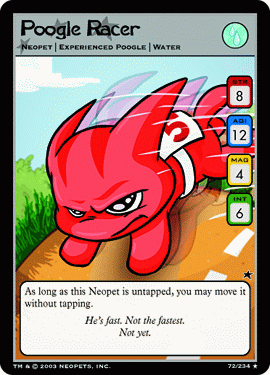 Poogle Racer
Neopet | Experienced Poogle | Water
STR
8
AGI
12
MAG
4
INT
6
As long as this Neopet is untapped, you may move it
without tapping.
He's fast. Not the fastest.
Not yet.
TM & © 2003 NEOPETS, INC.
72/234 ★